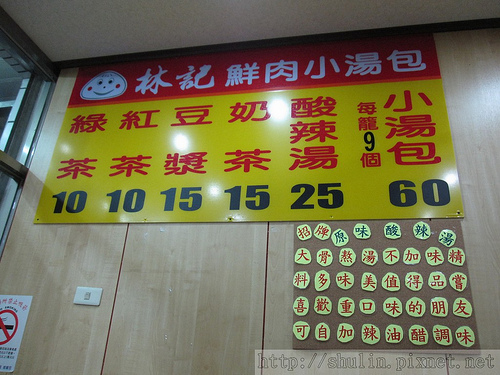 林記 鮮肉小湯包
綠茶 10
紅茶 10
豆漿 15
奶茶 15
酸辣湯 25
小湯包 每籠9個 60
招牌原味酸辣湯
大骨熬湯不加味精
料多味美值得品嘗
喜歡重口味的朋友
可自加辣油醋調味
http://shulin.pixnet.net